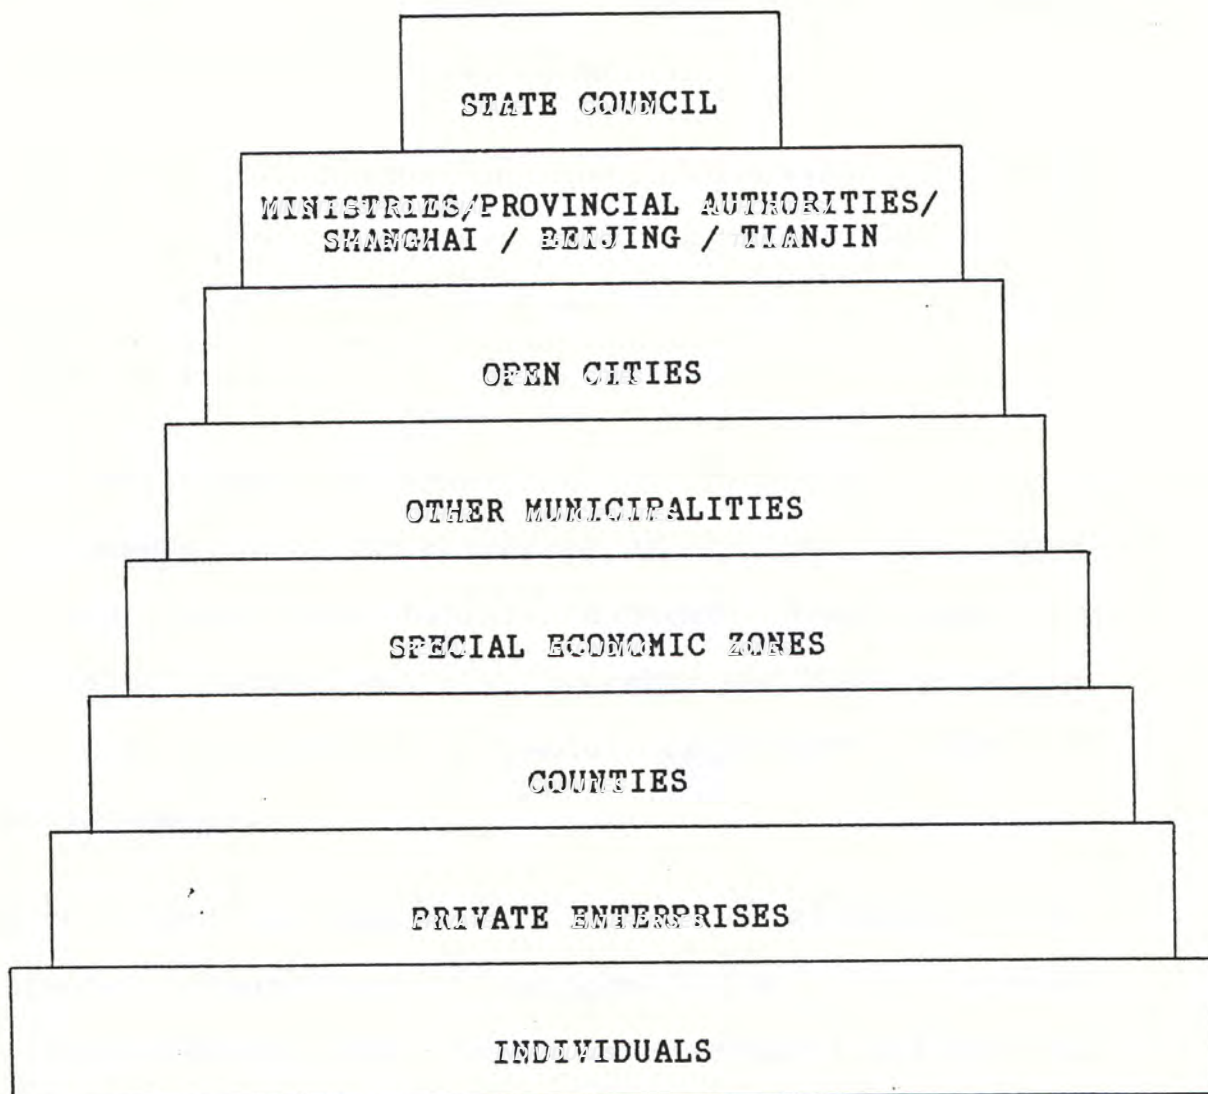 STATE COUNCIL
MINISTRIES/PROVINCIAL AUTHORITIES/
SHANGHAI / BEIJING / TIANJIN
OPEN CITIES
OTHER MUNICIPALITIES
SPECIAL ECONOMIC ZONES
COUNTIES
PRIVATE ENTERPRISES
INDIVIDUALS